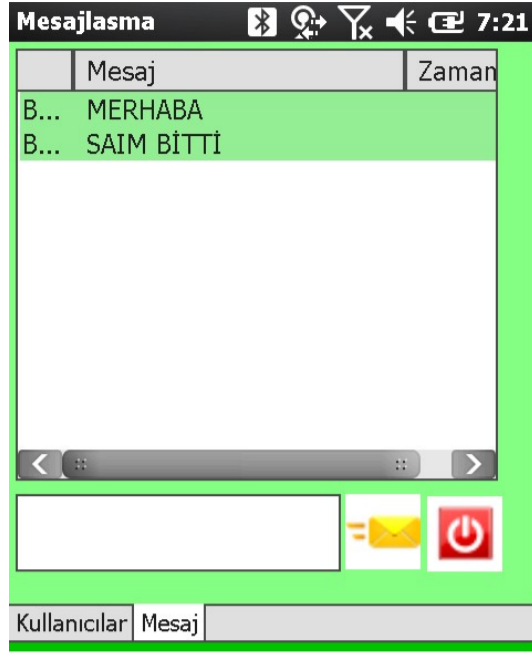 Mesajlasma 7:21
Mesaj Zaman
B... MERHABA
B... SAIM BİTTİ
Kullanıcılar Mesaj